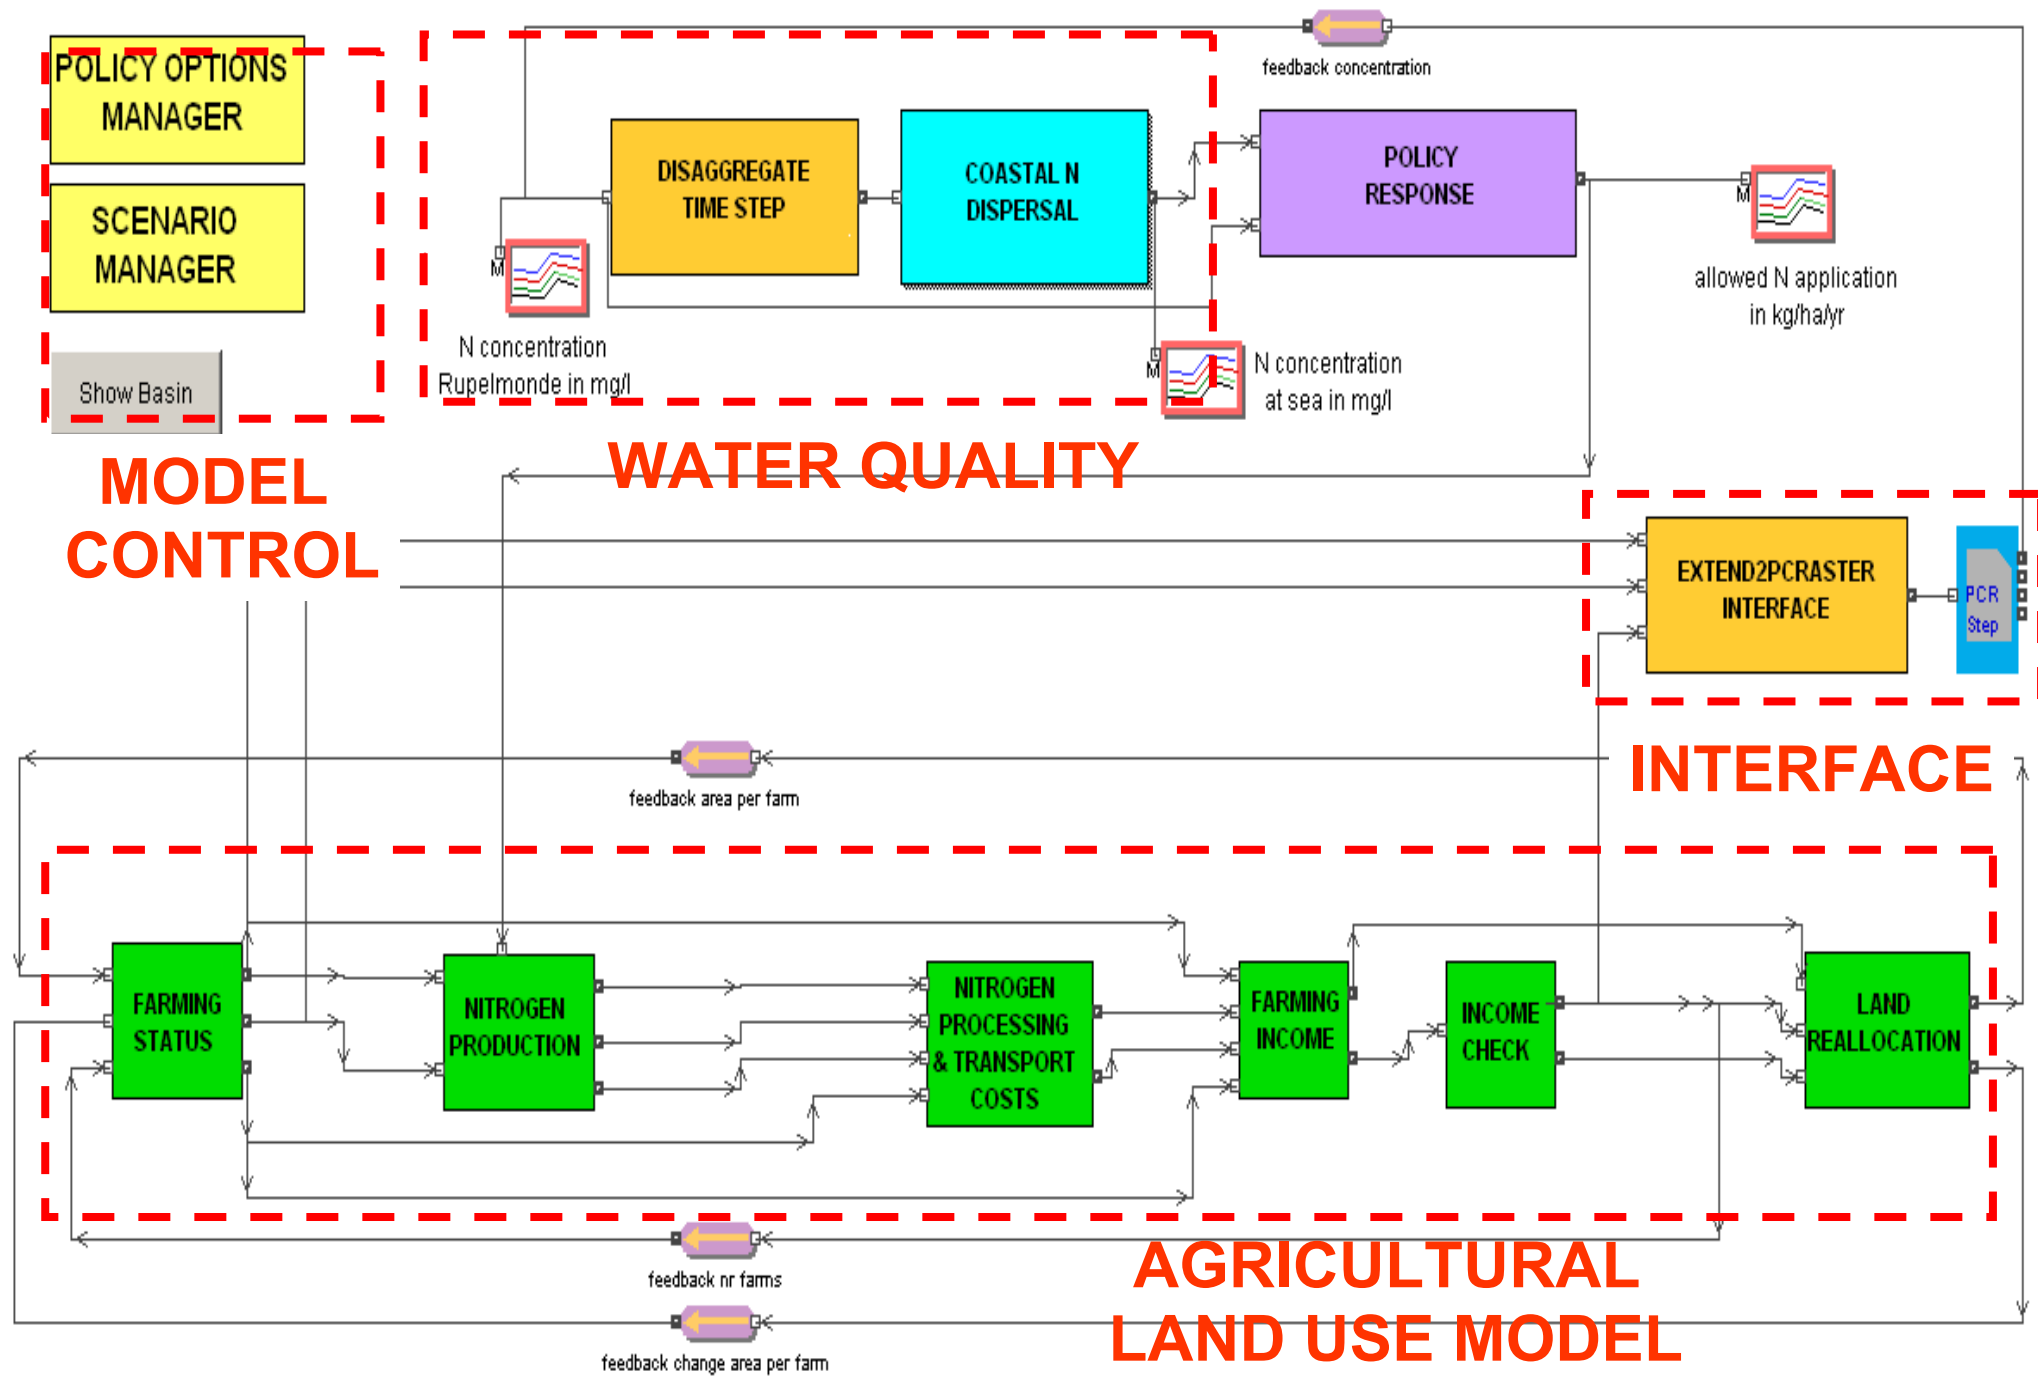 POLICY OPTIONS
MANAGER
SCENARIO
MANAGER
Show Basin
MODEL
CONTROL
feedback concentration
DISAGGREGATE
TIME STEP
COASTAL N
DISPERSAL
POLICY
RESPONSE
M
N concentration
Rupelmonde in mg/l
M
N concentration
at sea in mg/l
M
allowed N application
in kg/ha/yr
WATER QUALITY
EXTEND2PCRASTER
INTERFACE
PCR
Step
INTERFACE
feedback area per farm
FARMING
STATUS
NITROGEN
PRODUCTION
NITROGEN
PROCESSING
& TRANSPORT
COSTS
FARMING
INCOME
INCOME
CHECK
LAND
REALLOCATION
feedback nr farms
feedback change area per farm
AGRICULTURAL
LAND USE MODEL